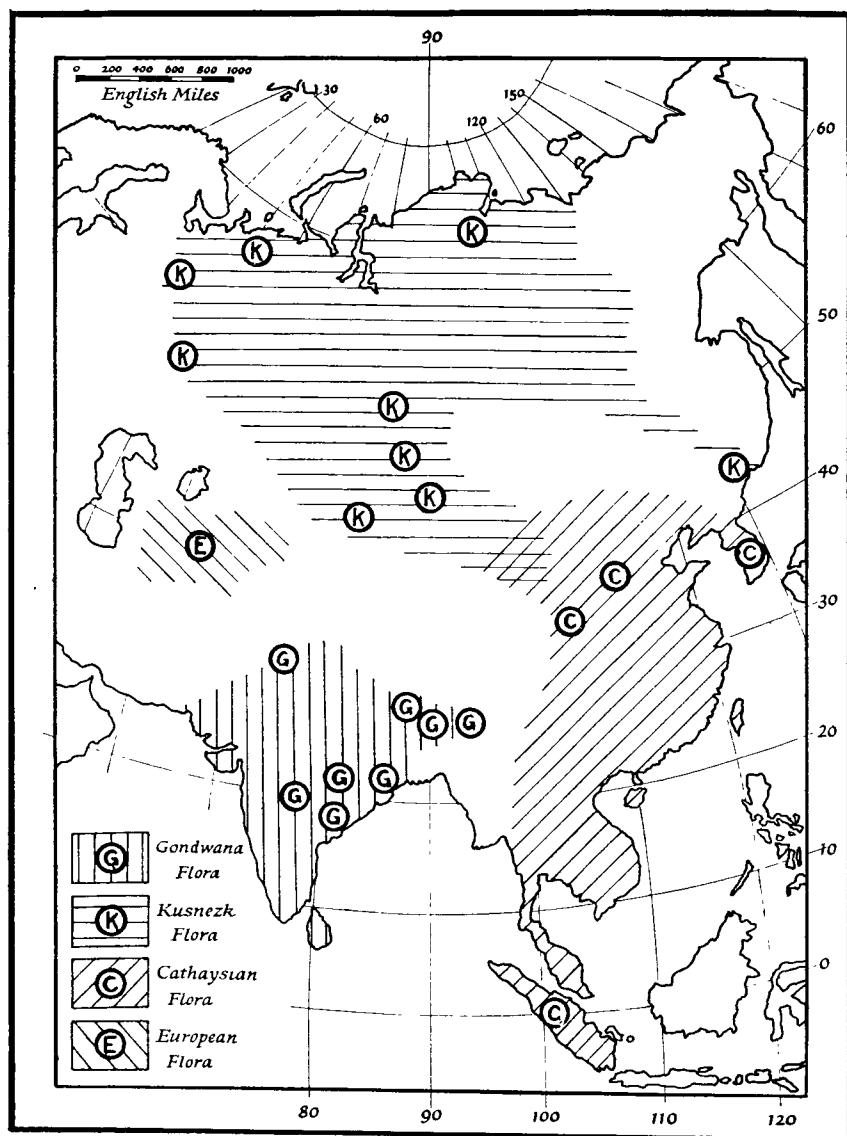 90
0 200 400 600 800 1000
English Miles
30
60
120
150
60
50
40
30
20
10
0
K
K
K
K
K
K
K
K
K
E
C
C
C
G
G
G
G
G
G
G
G
C
G
Gondwana
Flora
K
Kusnezk
Flora
C
Cathaysian
Flora
E
European
Flora
80 90 100 110 120